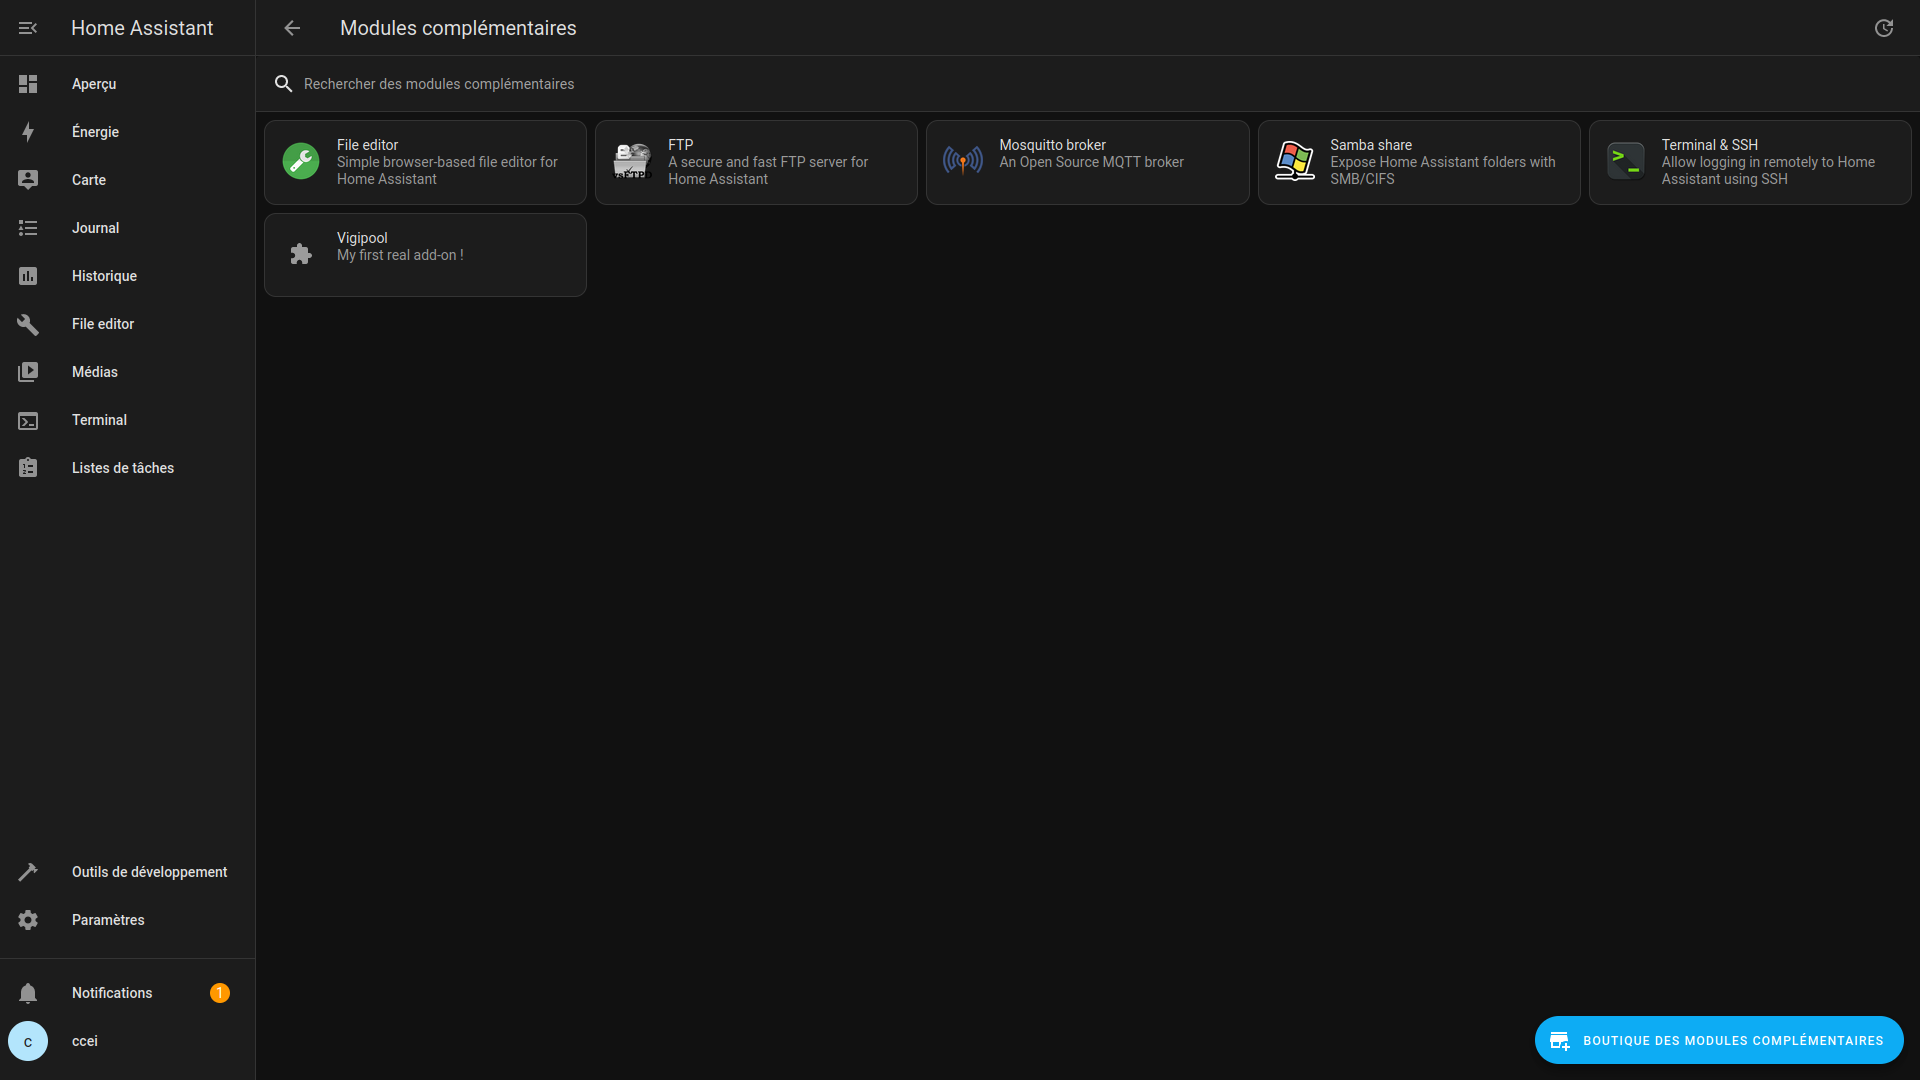 Home Assistant
Modules complémentaires
Aperçu
Énergie
Carte
Journal
Historique
File editor
Médias
Terminal
Listes de tâches
Outils de développement
Paramètres
Notifications
1
c
ccei
Rechercher des modules complémentaires
File editor
Simple browser-based file editor for
Home Assistant
FTP
A secure and fast FTP server for
Home Assistant
Mosquitto broker
An Open Source MQTT broker
Samba share
Expose Home Assistant folders with
SMB/CIFS
Terminal & SSH
Allow logging in remotely to Home
Assistant using SSH
Vigipool
My first real add-on !
BOUTIQUE DES MODULES COMPLÉMENTAIRES